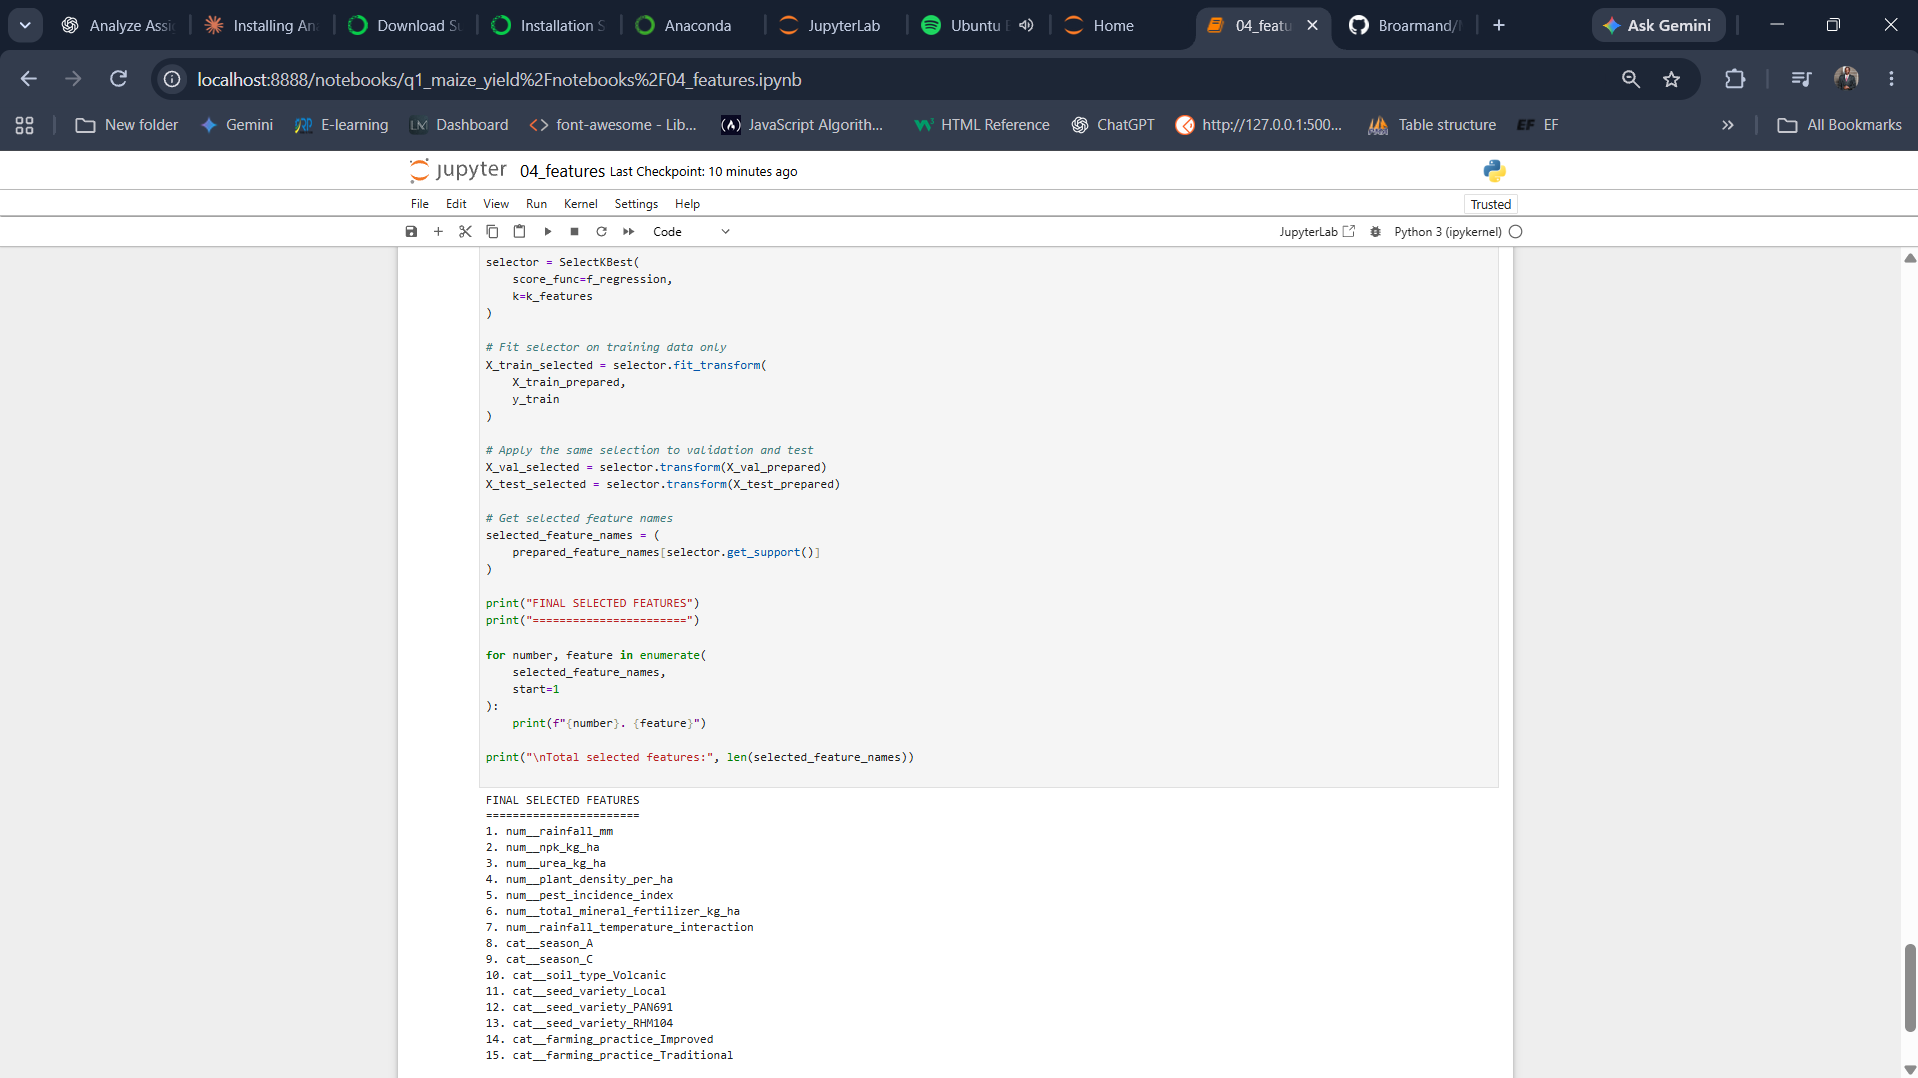 Analyze Assi
Installing An
Download Su
Installation S
Anaconda
JupyterLab
Ubuntu
Home
04_featu
Broarmand/
Ask Gemini
localhost:8888/notebooks/q1_maize_yield%2Fnotebooks%2F04_features.ipynb
New folder
Gemini
E-learning
LM Dashboard
<> font-awesome - Lib...
JavaScript Algorith...
HTML Reference
ChatGPT
http://127.0.0.1:500...
Table structure
EF EF
All Bookmarks
jupyter 04_features Last Checkpoint: 10 minutes ago
File Edit View Run Kernel Settings Help
Trusted
Code
JupyterLab
Python 3 (ipykernel)
selector = SelectKBest(
    score_func=f_regression,
    k=k_features
)
# Fit selector on training data only
X_train_selected = selector.fit_transform(
    X_train_prepared,
    y_train
)
# Apply the same selection to validation and test
X_val_selected = selector.transform(X_val_prepared)
X_test_selected = selector.transform(X_test_prepared)
# Get selected feature names
selected_feature_names = (
    prepared_feature_names[selector.get_support()]
)
print("FINAL SELECTED FEATURES")
print("=======================")
for number, feature in enumerate(
    selected_feature_names,
    start=1
):
    print(f"{number}. {feature}")
print("\nTotal selected features:", len(selected_feature_names))
FINAL SELECTED FEATURES
=======================
1. num__rainfall_mm
2. num__npk_kg_ha
3. num__urea_kg_ha
4. num__plant_density_per_ha
5. num__pest_incidence_index
6. num__total_mineral_fertilizer_kg_ha
7. num__rainfall_temperature_interaction
8. cat__season_A
9. cat__season_C
10. cat__soil_type_Volcanic
11. cat__seed_variety_Local
12. cat__seed_variety_PAN691
13. cat__seed_variety_RHM104
14. cat__farming_practice_Improved
15. cat__farming_practice_Traditional